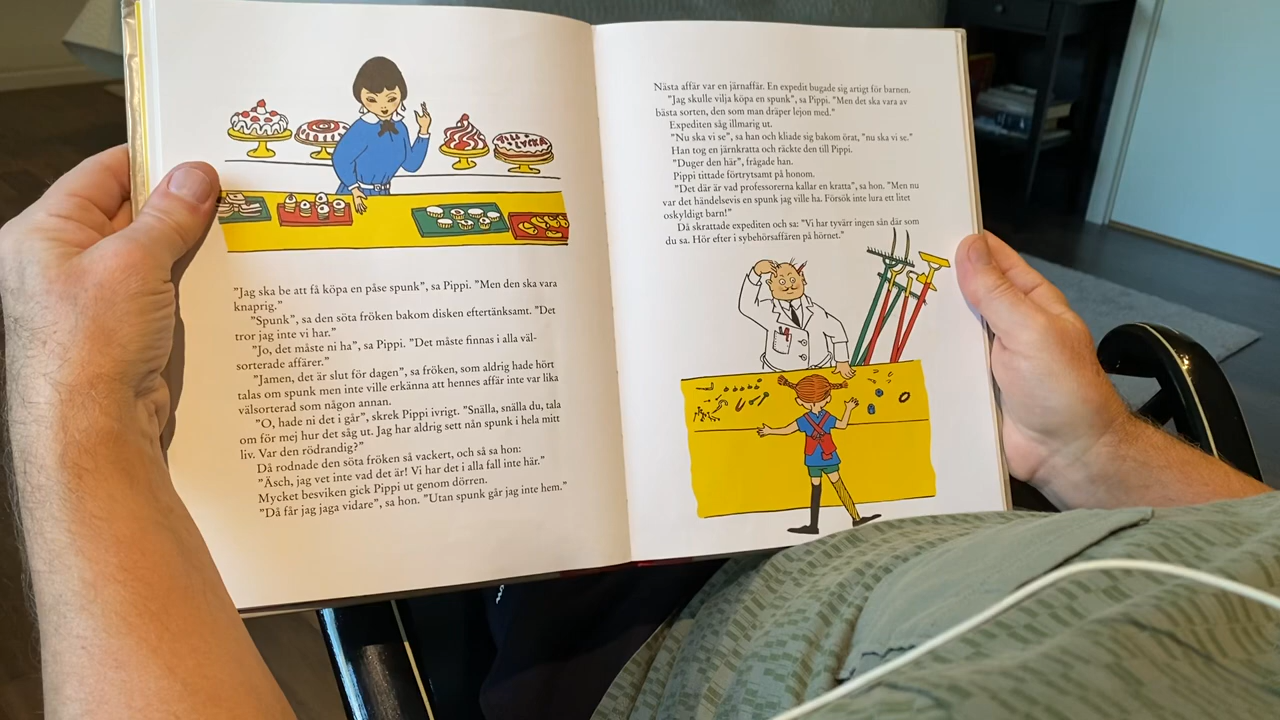 TILL LYCKA
"Jag ska be att få köpa en påse spunk", sa Pippi. "Men den ska vara
knaprig."
"Spunk", sa den söta fröken bakom disken eftertänksamt. "Det
tror jag inte vi har."
"Jo, det måste ni ha", sa Pippi. "Det måste finnas i alla väl-
sorterade affärer."
"Jamen, det är slut för dagen", sa fröken, som aldrig hade hört
talas om spunk men inte ville erkänna att hennes affär inte var lika
välsorterad som någon annan.
"O, hade ni det i går", skrek Pippi ivrigt. "Snälla, snälla du, tala
om för mej hur det såg ut. Jag har aldrig sett nån spunk i hela mitt
liv. Var den rödrandig?"
Då rodnade den söta fröken så vackert, och så sa hon:
"Äsch, jag vet inte vad det är! Vi har det i alla fall inte här."
Mycket besviken gick Pippi ut genom dörren.
"Då får jag jaga vidare", sa hon. "Utan spunk går jag inte hem."
Nästa affär var en järnaffär. En expedit bugade sig artigt för barnen.
"Jag skulle vilja köpa en spunk", sa Pippi. "Men det ska vara av
bästa sorten, den som man dräper lejon med."
Expediten såg illmarig ut.
"Nu ska vi se", sa han och kliade sig bakom örat, "nu ska vi se."
Han tog en järnkratta och räckte den till Pippi.
"Duger den här", frågade han.
Pippi tittade förtrytsamt på honom.
"Det där är vad professorerna kallar en kratta", sa hon. "Men nu
var det händelsevis en spunk jag ville ha. Försök inte lura ett litet
oskyldigt barn!"
Då skrattade expediten och sa: "Vi har tyvärr ingen sån där som
du sa. Hör efter i sybehörsaffären på hörnet."